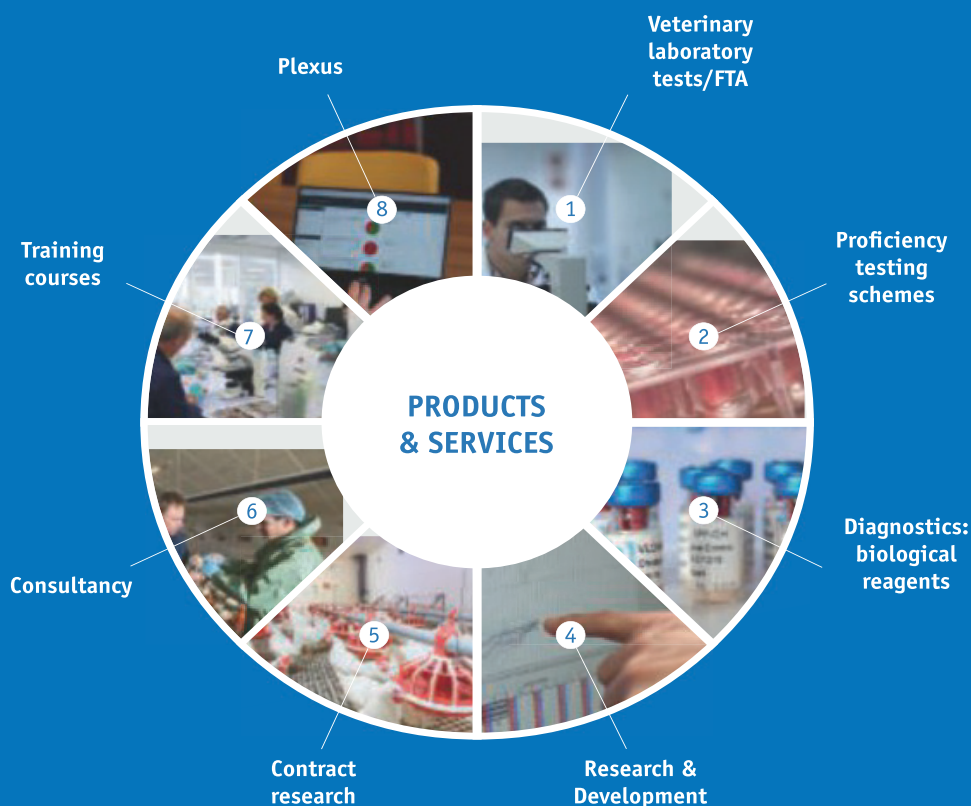 PRODUCTS
& SERVICES
Veterinary
laboratory
tests/FTA
1
Proficiency
testing
schemes
2
Diagnostics:
biological
reagents
3
Research &
Development
4
Contract
research
5
Consultancy
6
Training
courses
7
Plexus
8